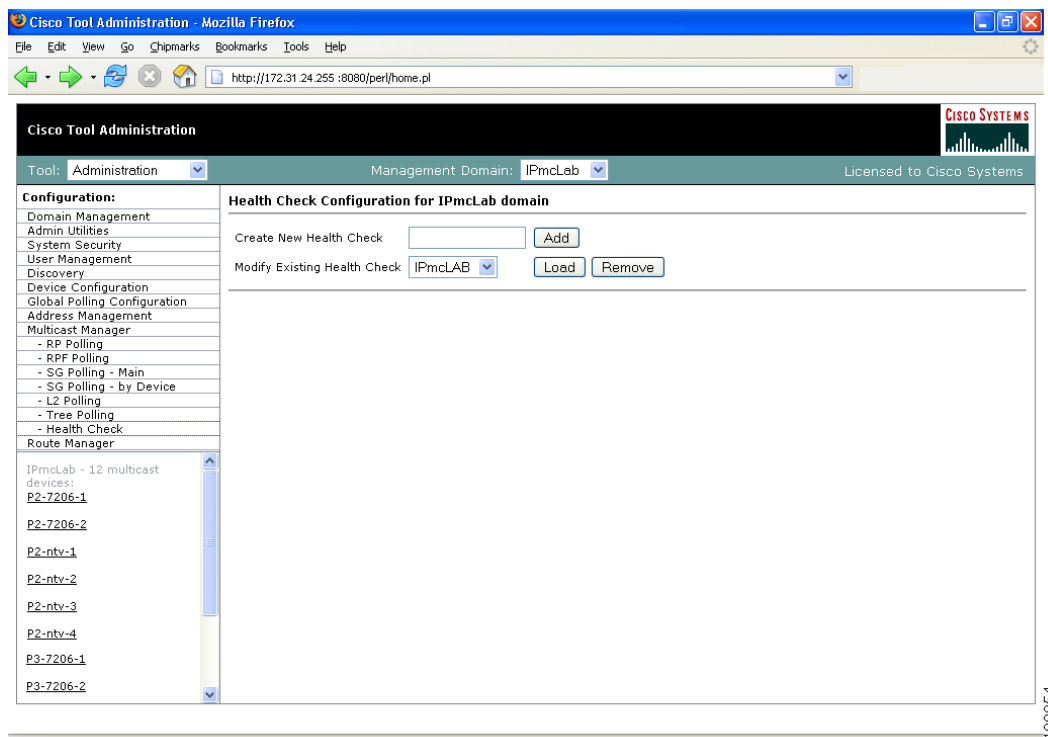 Cisco Tool Administration - Mozilla Firefox
File Edit View Go Chipmarks Bookmarks Tools Help
http://172.31.24.255 :8080/perl/home.pl
Cisco Tool Administration
CISCO SYSTEMS
Tool: Administration Management Domain: IPmcLab Licensed to Cisco Systems
Configuration:
Domain Management
Admin Utilities
System Security
User Management
Discovery
Device Configuration
Global Polling Configuration
Address Management
Multicast Manager
- RP Polling
- RPF Polling
- SG Polling - Main
- SG Polling - by Device
- L2 Polling
- Tree Polling
- Health Check
Route Manager
IPmcLab - 12 multicast
devices:
P2-7206-1
P2-7206-2
P2-ntv-1
P2-ntv-2
P2-ntv-3
P2-ntv-4
P3-7206-1
P3-7206-2
Health Check Configuration for IPmcLab domain
Create New Health Check Add
Modify Existing Health Check IPmcLAB Load Remove